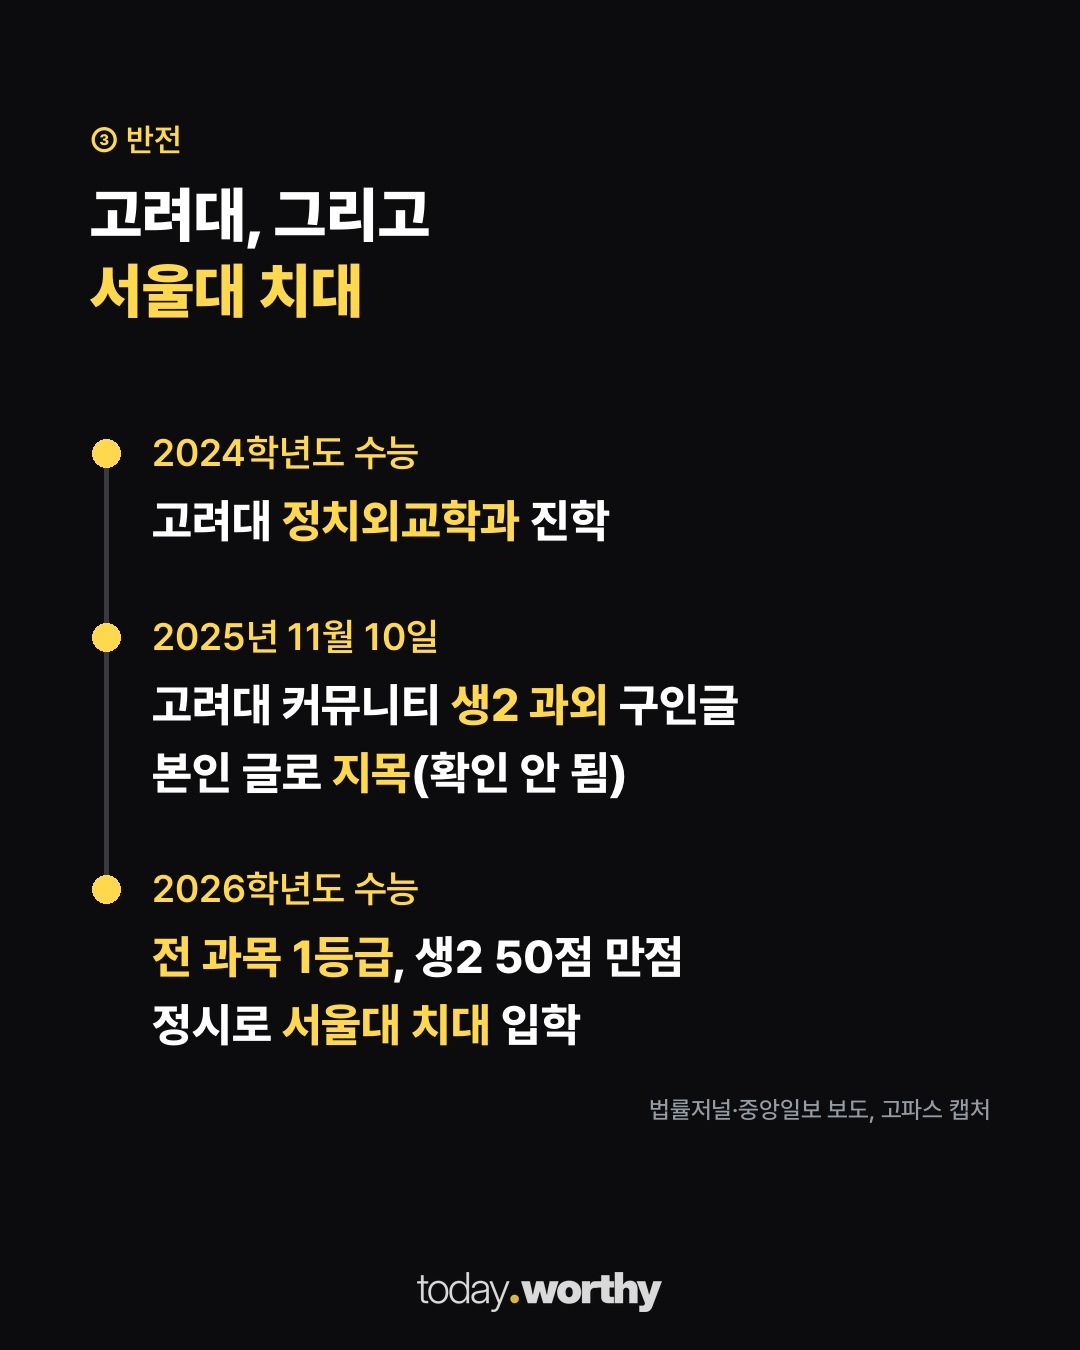 ③ 반전
고려대, 그리고
서울대 치대
2024학년도 수능
고려대 정치외교학과 진학
2025년 11월 10일
고려대 커뮤니티 생2 과외 구인글
본인 글로 지목(확인 안 됨)
2026학년도 수능
전 과목 1등급, 생2 50점 만점
정시로 서울대 치대 입학
법률저널·중앙일보 보도, 고파스 캡처
today.worthy